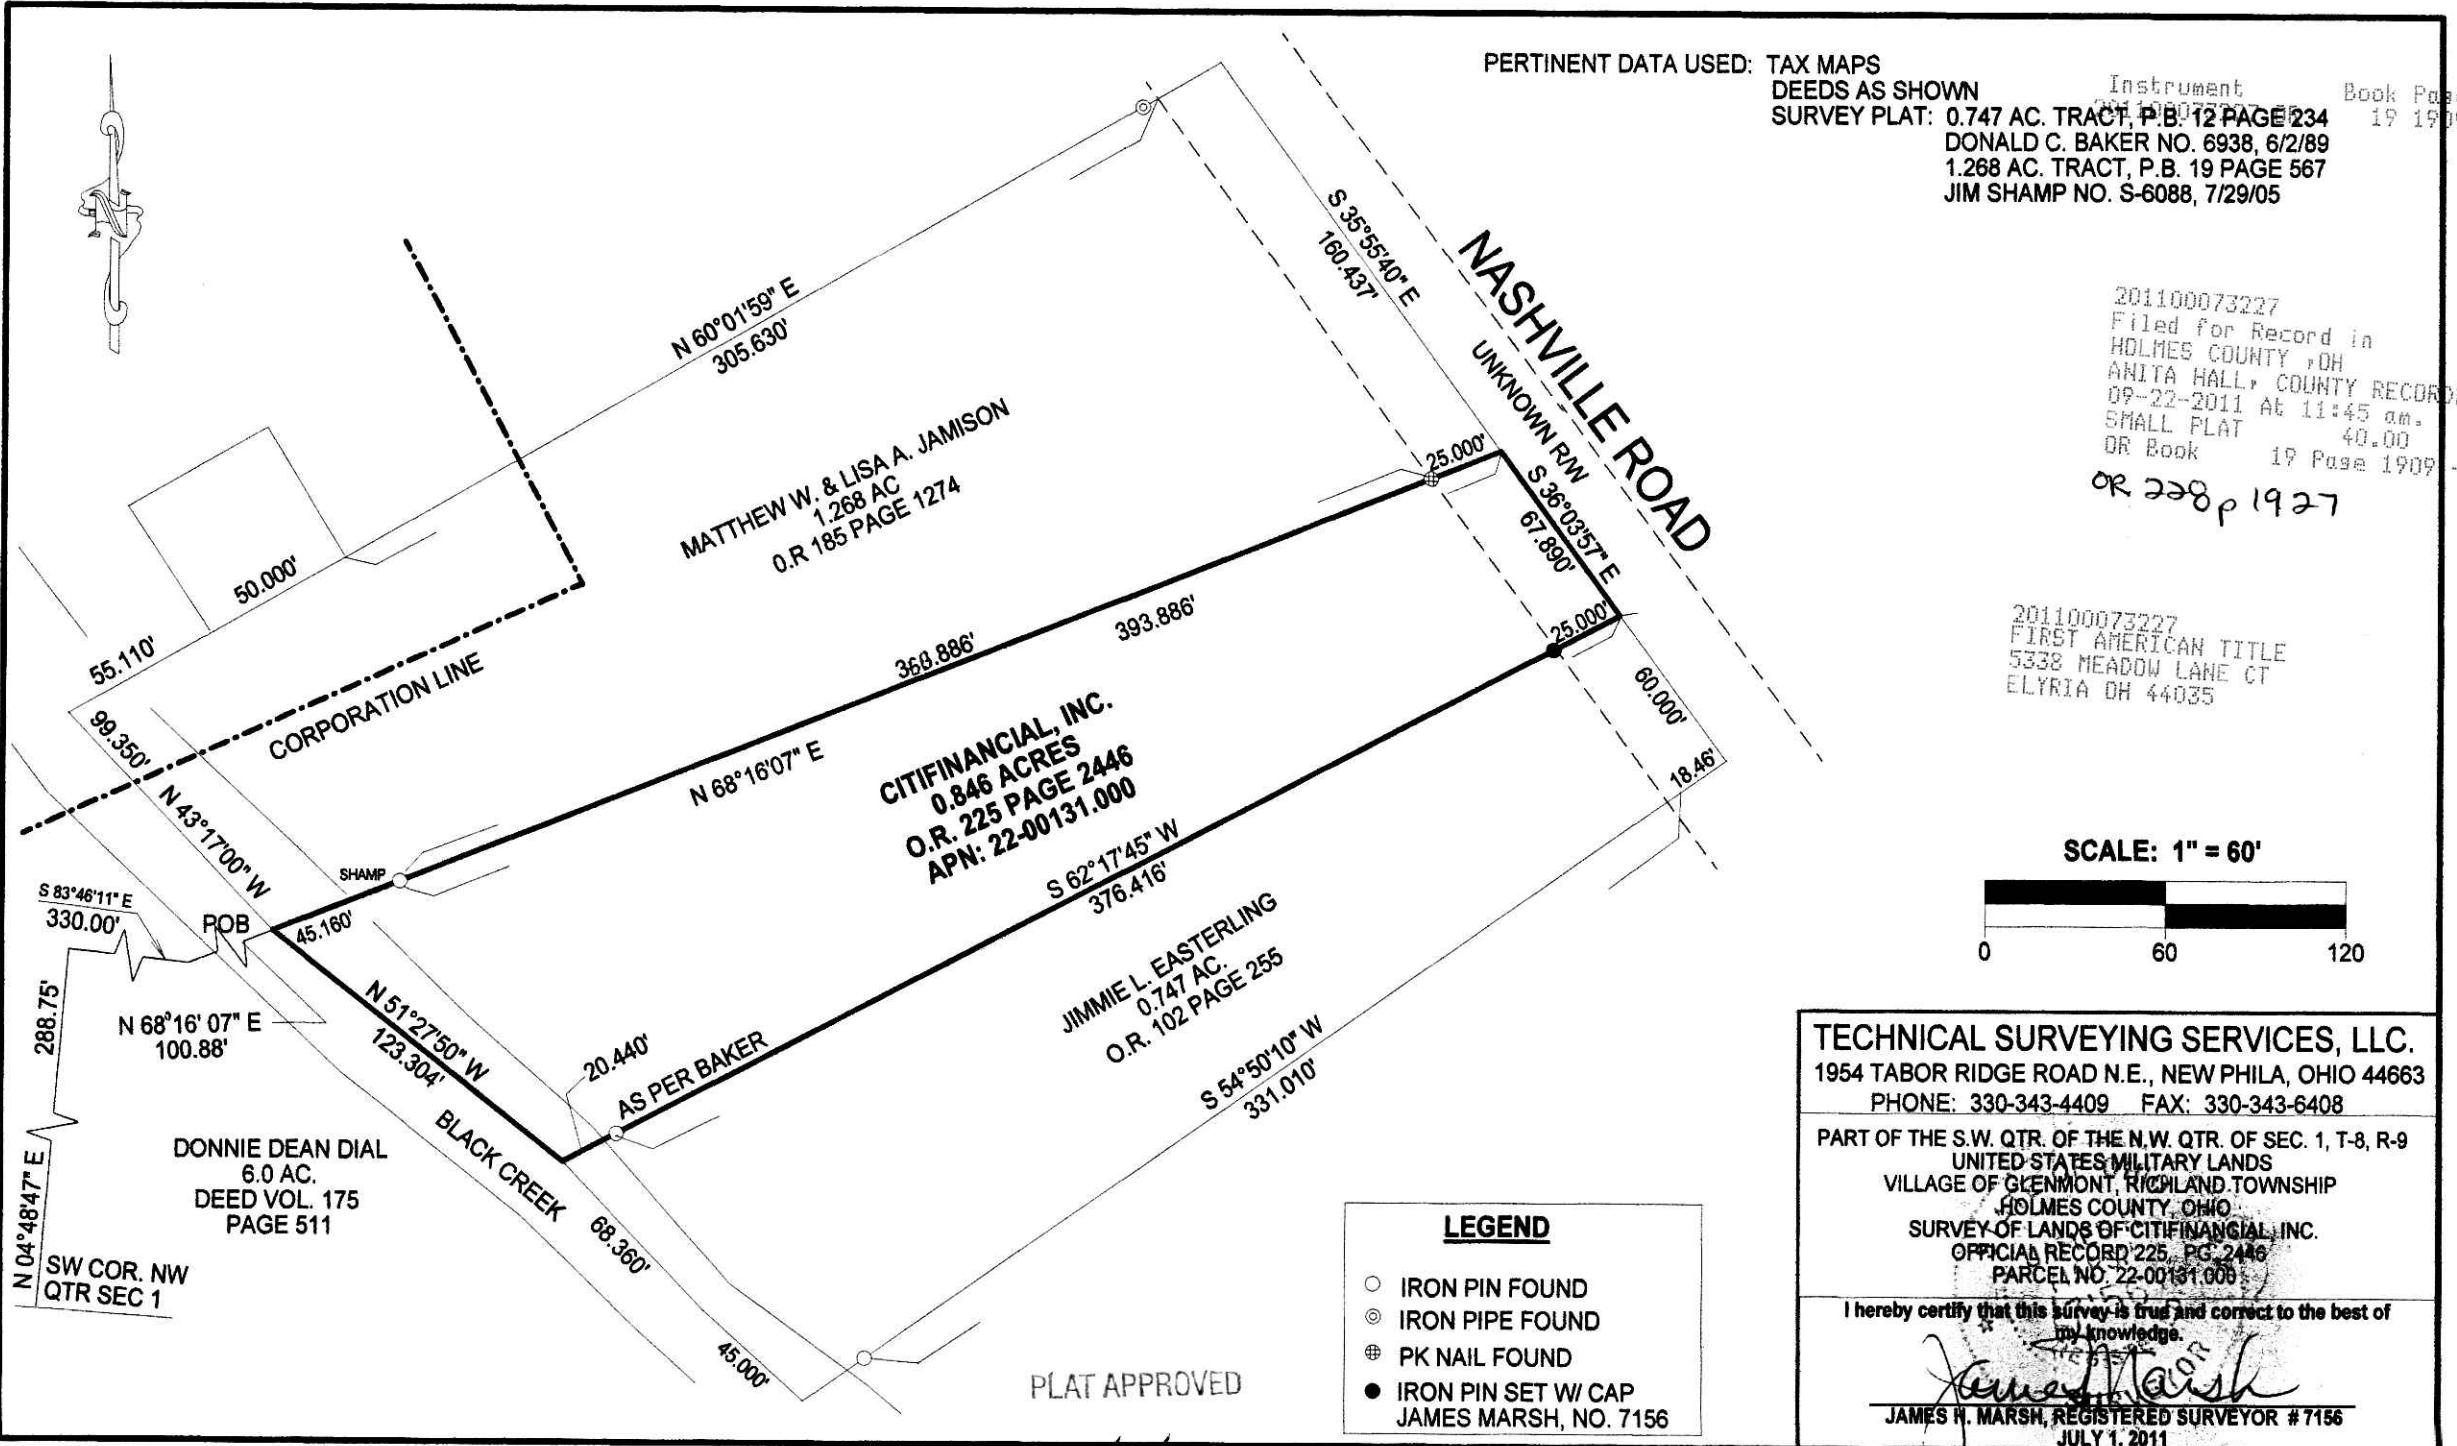 PERTINENT DATA USED: TAX MAPS
DEEDS AS SHOWN
SURVEY PLAT: 0.747 AC. TRACT, P.B. 12 PAGE 234
DONALD C. BAKER NO. 6938, 6/2/89
1.268 AC. TRACT, P.B. 19 PAGE 567
JIM SHAMP NO. S-6088, 7/29/05
Instrument Book
19
201100073227
Filed for Record in
HOLMES COUNTY ,OH
ANITA HALL, COUNTY
09-22-2011 At 11:45 am.
SMALL PLAT 40.00
OR Book 19 Page 1909 -
OR 228 p 1927
201100073227
FIRST AMERICAN TITLE
5338 MEADOW LANE CT
ELYRIA OH 44035
N
N 60°01'59" E
305.630'
S 35°55'40" E
160.437'
NASHVILLE ROAD
UNKNOWN R/W
MATTHEW W. & LISA A. JAMISON
1.268 AC
0.R 185 PAGE 1274
25.000'
S 36°03'57" E
67.890'
25.000'
60.000'
18.46'
50.000'
55.110'
CORPORATION LINE
99.350'
N 43°17'00" W
393.886'
N 68°16'07" E
CITIFINANCIAL, INC.
0.846 ACRES
O.R. 225 PAGE 2446
APN: 22-00131.000
S 62°17'45" W
376.416'
SHAMP
S 83°46'11" E
330.00'
POB
45.160'
288.75'
N 68°16' 07" E
100.88'
N 51°27'50" W
123.304'
20.440'
AS PER BAKER
JIMMIE L. EASTERLING
0.747 AC.
O.R. 102 PAGE 255
S 54°50'10" W
331.010'
BLACK CREEK
68.360'
45.000'
DONNIE DEAN DIAL
6.0 AC.
DEED VOL. 175
PAGE 511
N 04°48'47" E
SW COR. NW
QTR SEC 1
PLAT APPROVED
LEGEND
IRON PIN FOUND
IRON PIPE FOUND
PK NAIL FOUND
IRON PIN SET W/ CAP
JAMES MARSH, NO. 7156
SCALE: 1" = 60'
0 60 120
TECHNICAL SURVEYING SERVICES, LLC.
1954 TABOR RIDGE ROAD N.E., NEW PHILA, OHIO 44663
PHONE: 330-343-4409 FAX: 330-343-6408
PART OF THE S.W. QTR. OF THE N.W. QTR. OF SEC. 1, T-8, R-9
UNITED STATES MILITARY LANDS
VILLAGE OF GLENMONT, RICHLAND TOWNSHIP
HOLMES COUNTY, OHIO
SURVEY OF LANDS OF CITIFINANCIAL, INC.
OFFICIAL RECORD 225, PG. 2446
PARCEL NO. 22-00131.000
I hereby certify that this survey is true and correct to the best of
my knowledge.
James Marsh
JAMES H. MARSH, REGISTERED SURVEYOR # 7156
JULY 1, 2011